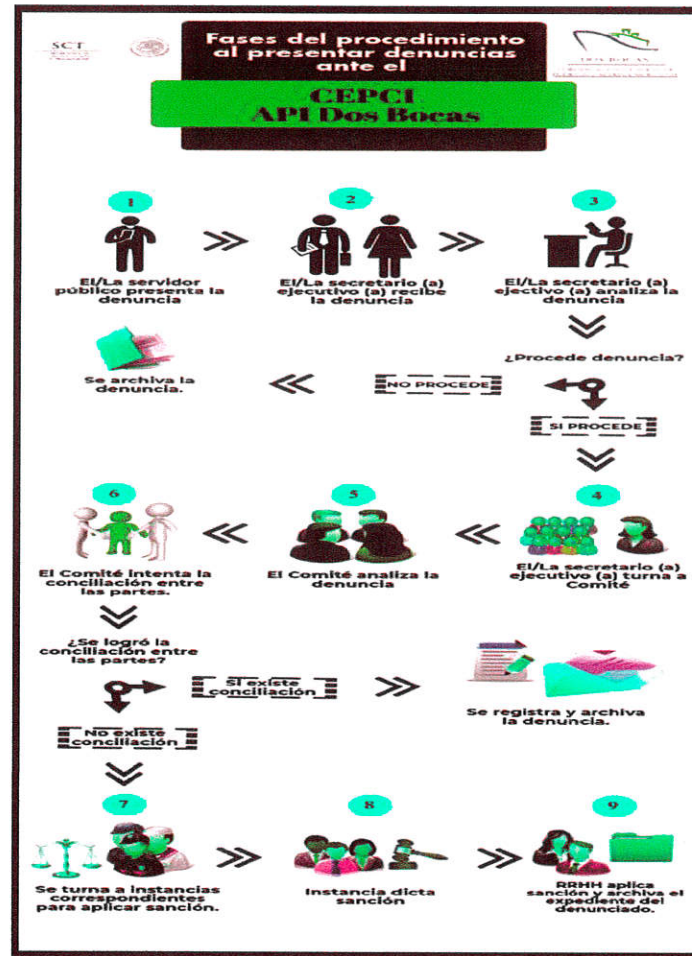 SCT
Fases del procedimiento
al presentar denuncias
ante el
CEPCI
API Dos Bocas
DOS BOCAS
1
El/La servidor
público presenta la
denuncia
2
El/La secretario (a)
ejecutivo (a) recibe
la denuncia
3
El/La secretario (a)
ejectivo (a) analiza la
denuncia
¿Procede denuncia?
NO PROCEDE
Se archiva la
denuncia.
SI PROCEDE
4
El/La secretario (a)
ejecutivo (a) turna a
Comité
5
El Comité analiza la
denuncia
6
El Comité intenta la
conciliación entre
las partes.
¿Se logró la
conciliación entre
las partes?
Si existe
conciliación
Se registra y archiva
la denuncia.
No existe
conciliación
7
Se turna a instancias
correspondientes
para aplicar sanción.
8
Instancia dicta
sanción
9
RRHH aplica
sanción y archiva el
expediente del
denunciado.